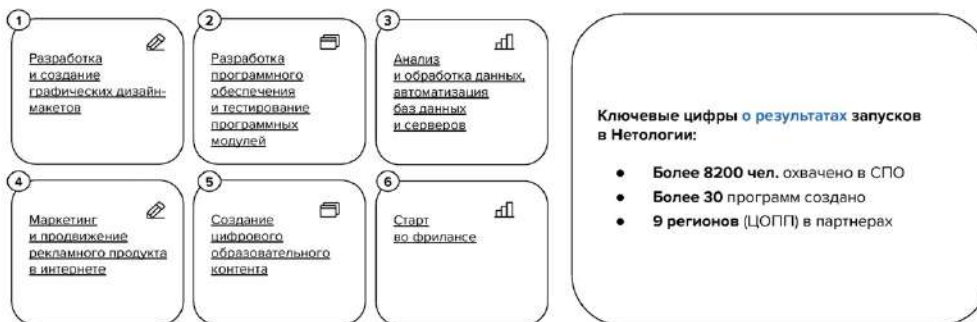 1
Разработка
и создание
графических дизайн-
макетов
2
Разработка
программного
обеспечения
и тестирование
программных
модулей
3
Анализ
и обработка данных,
автоматизация
баз данных
и серверов
4
Маркетинг
и продвижение
рекламного продукта
в интернете
5
Создание
цифрового
образовательного
контента
6
Старт
во фрилансе
Ключевые цифры о результатах запусков
в Нетологии:
● Более 8200 чел. охвачено в СПО
● Более 30 программ создано
● 9 регионов (ЦОПП) в партнерах